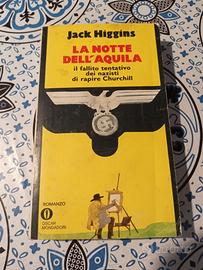 Jack Higgins
LA NOTTE
DELL'AQUILA
il fallito tentativo
dei nazisti
di rapire Churchill
ROMANZO
OSCAR
MONDADORI